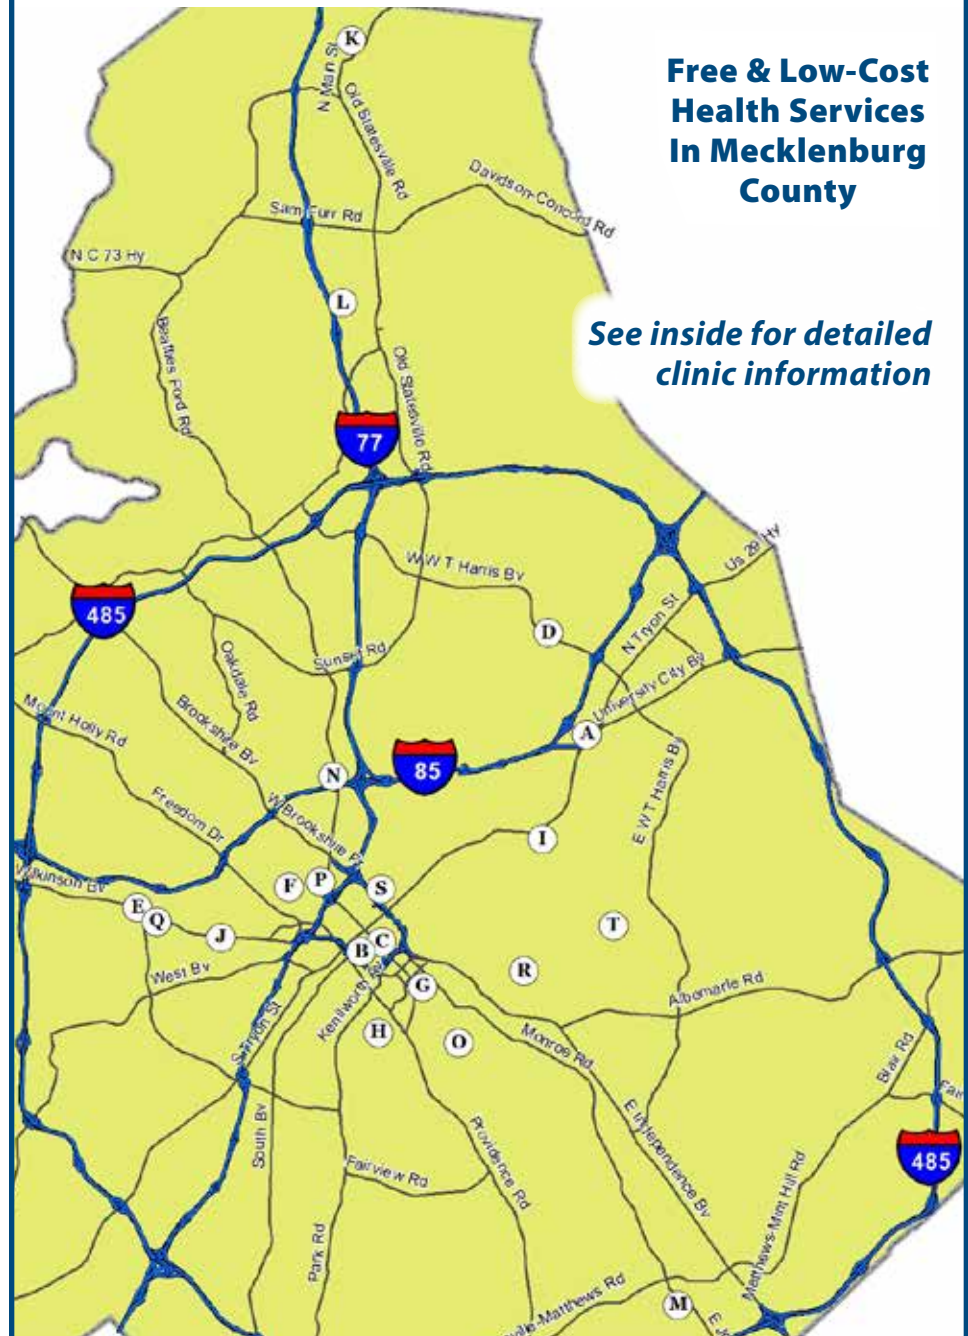 Free & Low-Cost
Health Services
In Mecklenburg
County
See inside for detailed
clinic information
K
N Man St
Old Statesville Rd
Davidson-Concord Rd
Sam Furr Rd
N C 73 Hy
L
Beatties Ford Rd
Old Statesville Rd
77
W W T Harris Bv
Us 29 Hy
485
D
N Tryon St
Oakdale Rd
Sunset Rd
University City Bv
Mount Holly Rd
Brookshire Bv
A
85
N
E W T Harris Bv
Freedom Dr
W Brookshire
I
Wilkinson Bv
F
P
S
E
Q
J
T
B
C
West Bv
R
G
Albemarle Rd
Kenilworth
S Tryon St
H
O
Monroe Rd
Blair Rd
South Bv
Providence Rd
E Independence Bv
485
Fairview Rd
Matthews-Mint Hill Rd
Park Rd
ville-Matthews Rd
M